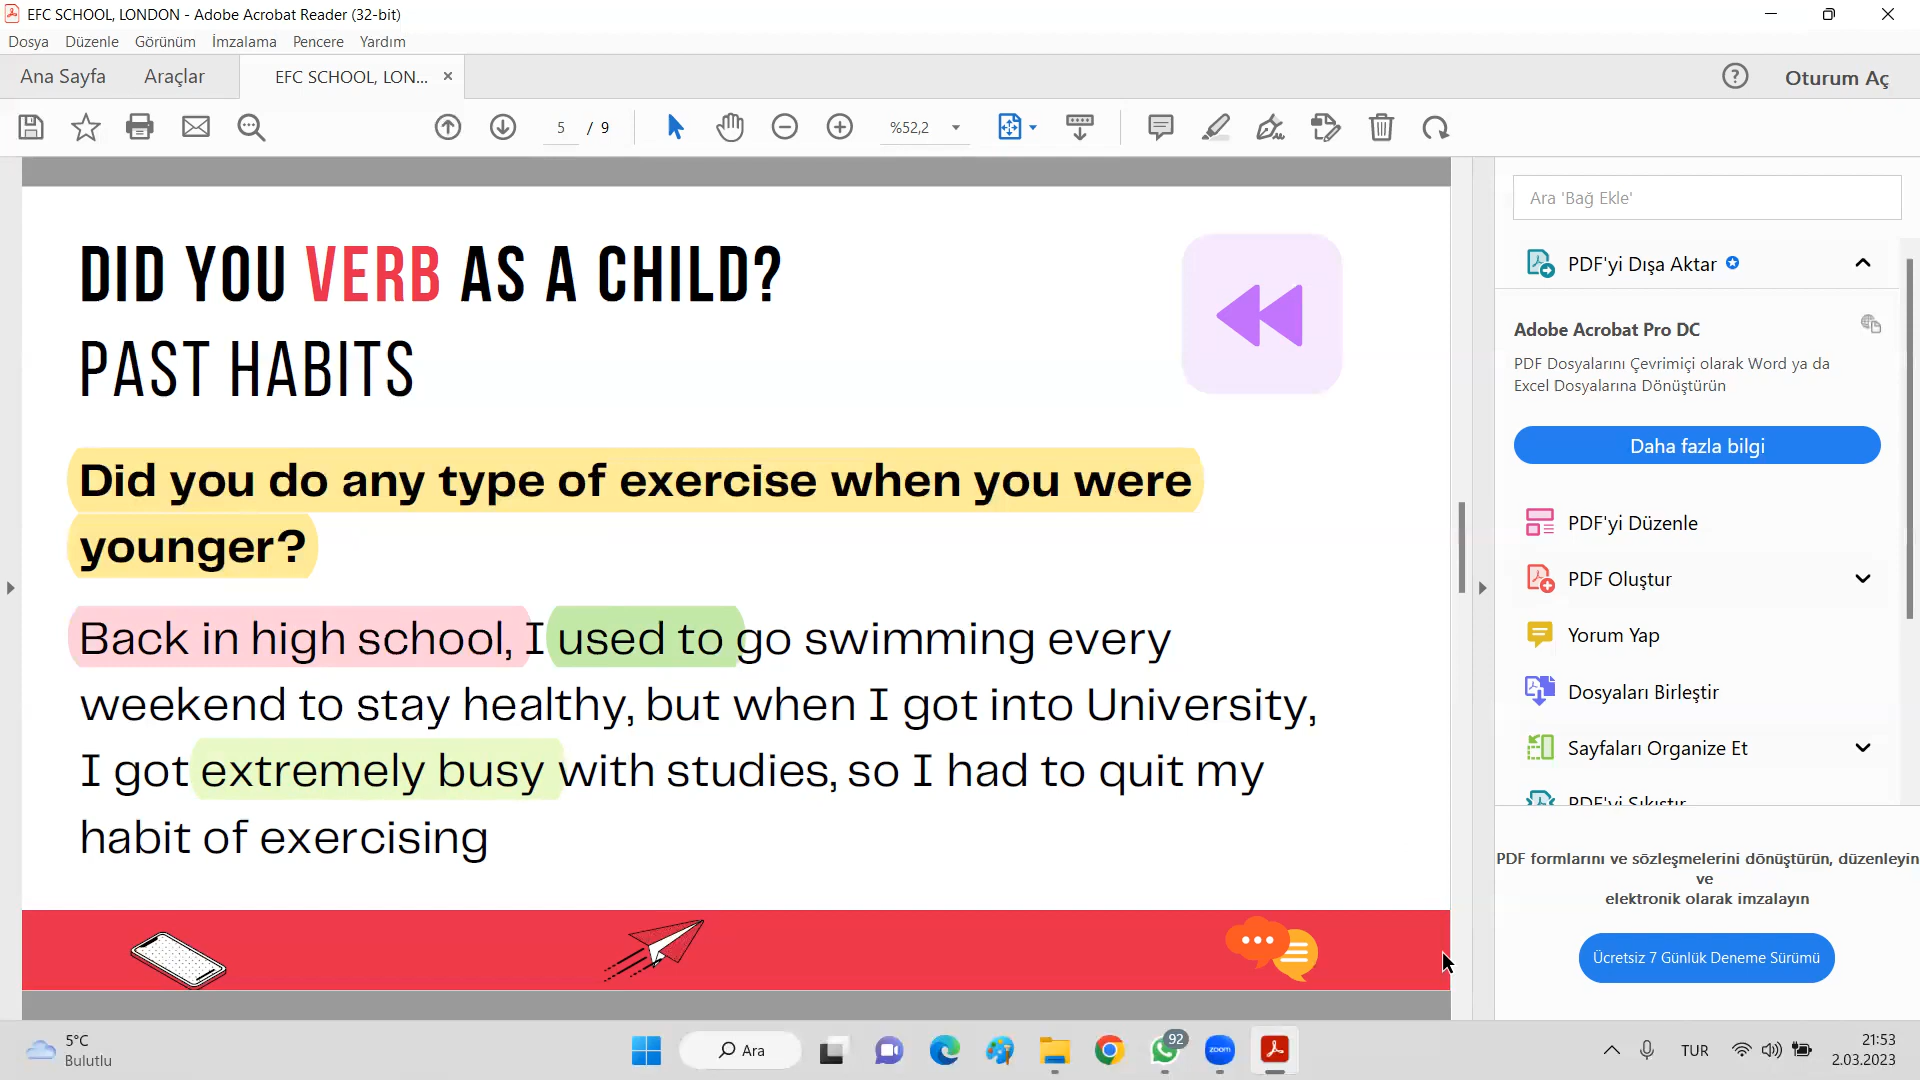 EFC SCHOOL, LONDON - Adobe Acrobat Reader (32-bit)
Dosya Düzenle Görünüm İmzalama Pencere Yardım
Ana Sayfa Araçlar EFC SCHOOL, LON... Oturum Aç
5 / 9 %52,2
DID YOU VERB AS A CHILD?
PAST HABITS
Did you do any type of exercise when you were
younger?
Back in high school, I used to go swimming every
weekend to stay healthy, but when I got into University,
I got extremely busy with studies, so I had to quit my
habit of exercising
Ara 'Bağ Ekle'
PDF'yi Dışa Aktar
Adobe Acrobat Pro DC
PDF Dosyalarını Çevrimiçi olarak Word ya da
Excel Dosyalarına Dönüştürün
Daha fazla bilgi
PDF'yi Düzenle
PDF Oluştur
Yorum Yap
Dosyaları Birleştir
Sayfaları Organize Et
PDF'yi Sıkıştır
PDF formlarını ve sözleşmelerini dönüştürün, düzenleyin
ve
elektronik olarak imzalayın
Ücretsiz 7 Günlük Deneme Sürümü
5°C
Bulutlu
Ara
92
zoom
TUR
21:53
2.03.2023